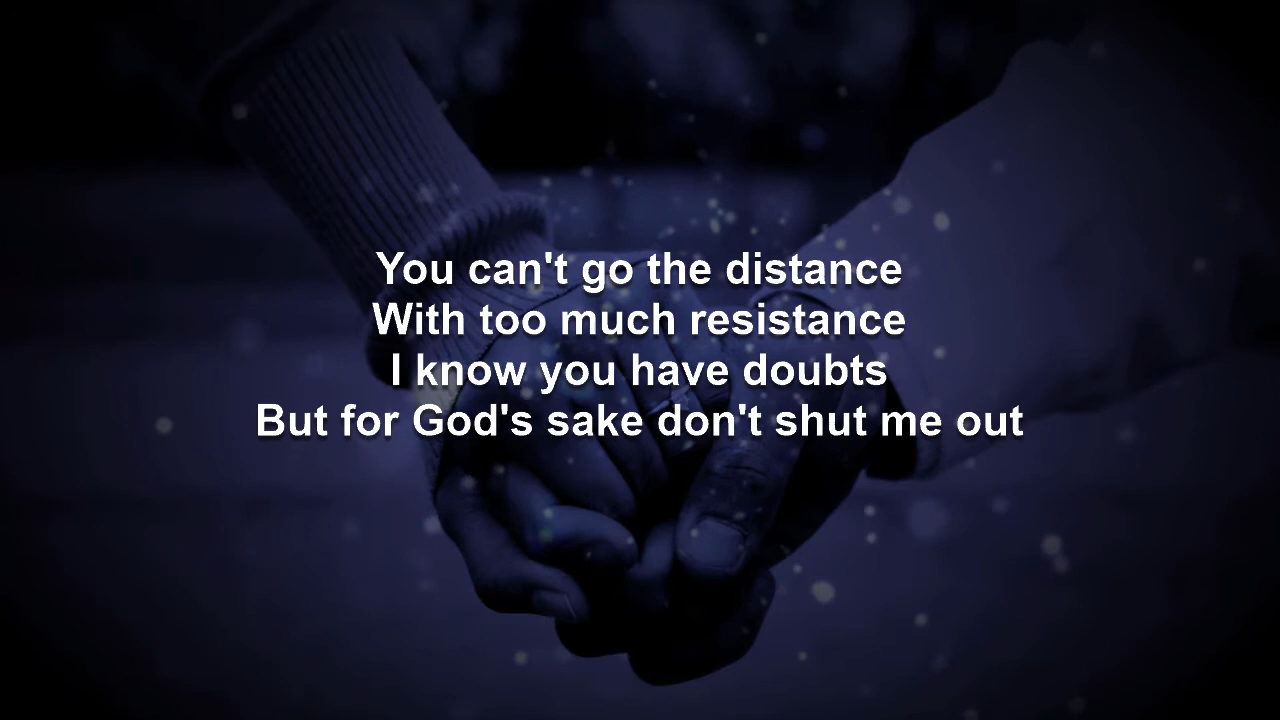 You can't go the distance
With too much resistance
I know you have doubts
But for God's sake don't shut me out